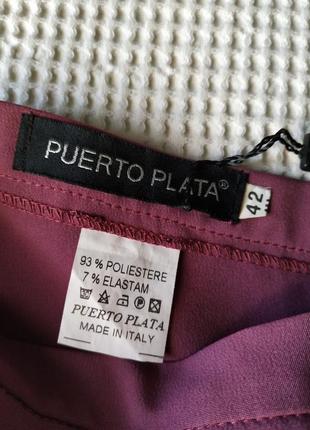 PUERTO PLATA®
42
93 % POLIESTERE
7 % ELASTAM
PUERTO PLATA
MADE IN ITALY